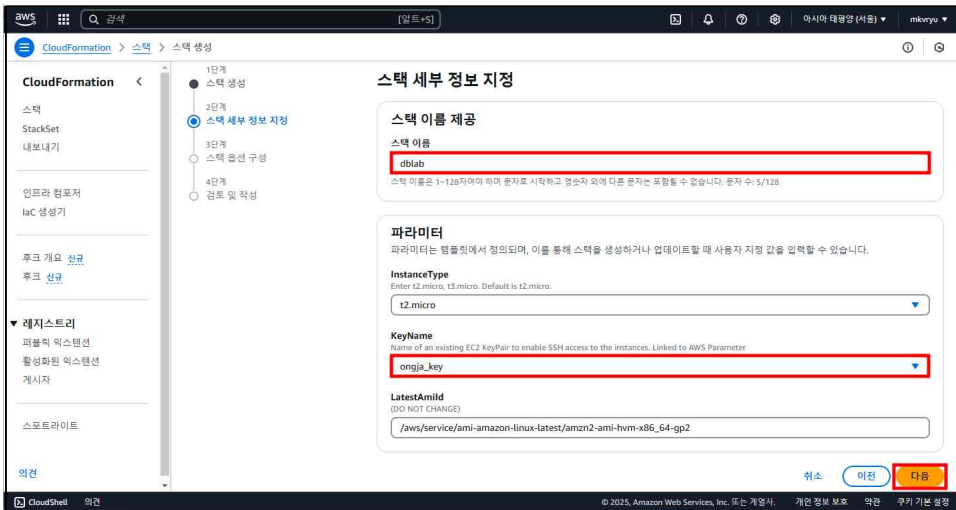 aws
검색
[알트+S]
아시아 태평양 (서울) ▼
mkvryu ▼
CloudFormation > 스택 > 스택 생성
CloudFormation
스택
StackSet
내보내기
인프라 컴포저
IaC 생성기
후크 개요 신규
후크 신규
▼ 레지스트리
퍼블릭 익스텐션
활성화된 익스텐션
게시자
스포트라이트
의견
1단계
스택 생성
2단계
스택 세부 정보 지정
3단계
스택 옵션 구성
4단계
검토 및 작성
스택 세부 정보 지정
스택 이름 제공
스택 이름
dblab
스택 이름은 1~128자여야 하며 문자로 시작하고 영숫자 외에 다른 문자는 포함될 수 없습니다. 문자 수: 5/128
파라미터
파라미터는 템플릿에서 정의되며, 이를 통해 스택을 생성하거나 업데이트할 때 사용자 지정 값을 입력할 수 있습니다.
InstanceType
Enter t2.micro, t3.micro. Default is t2.micro.
t2.micro
KeyName
Name of an existing EC2 KeyPair to enable SSH access to the instances. Linked to AWS Parameter
ongja_key
LatestAmiId
(DO NOT CHANGE)
/aws/service/ami-amazon-linux-latest/amzn2-ami-hvm-x86_64-gp2
취소
이전
다음
CloudShell
의견
© 2025, Amazon Web Services, Inc. 또는 계열사.
개인 정보 보호
약관
쿠키 기본 설정